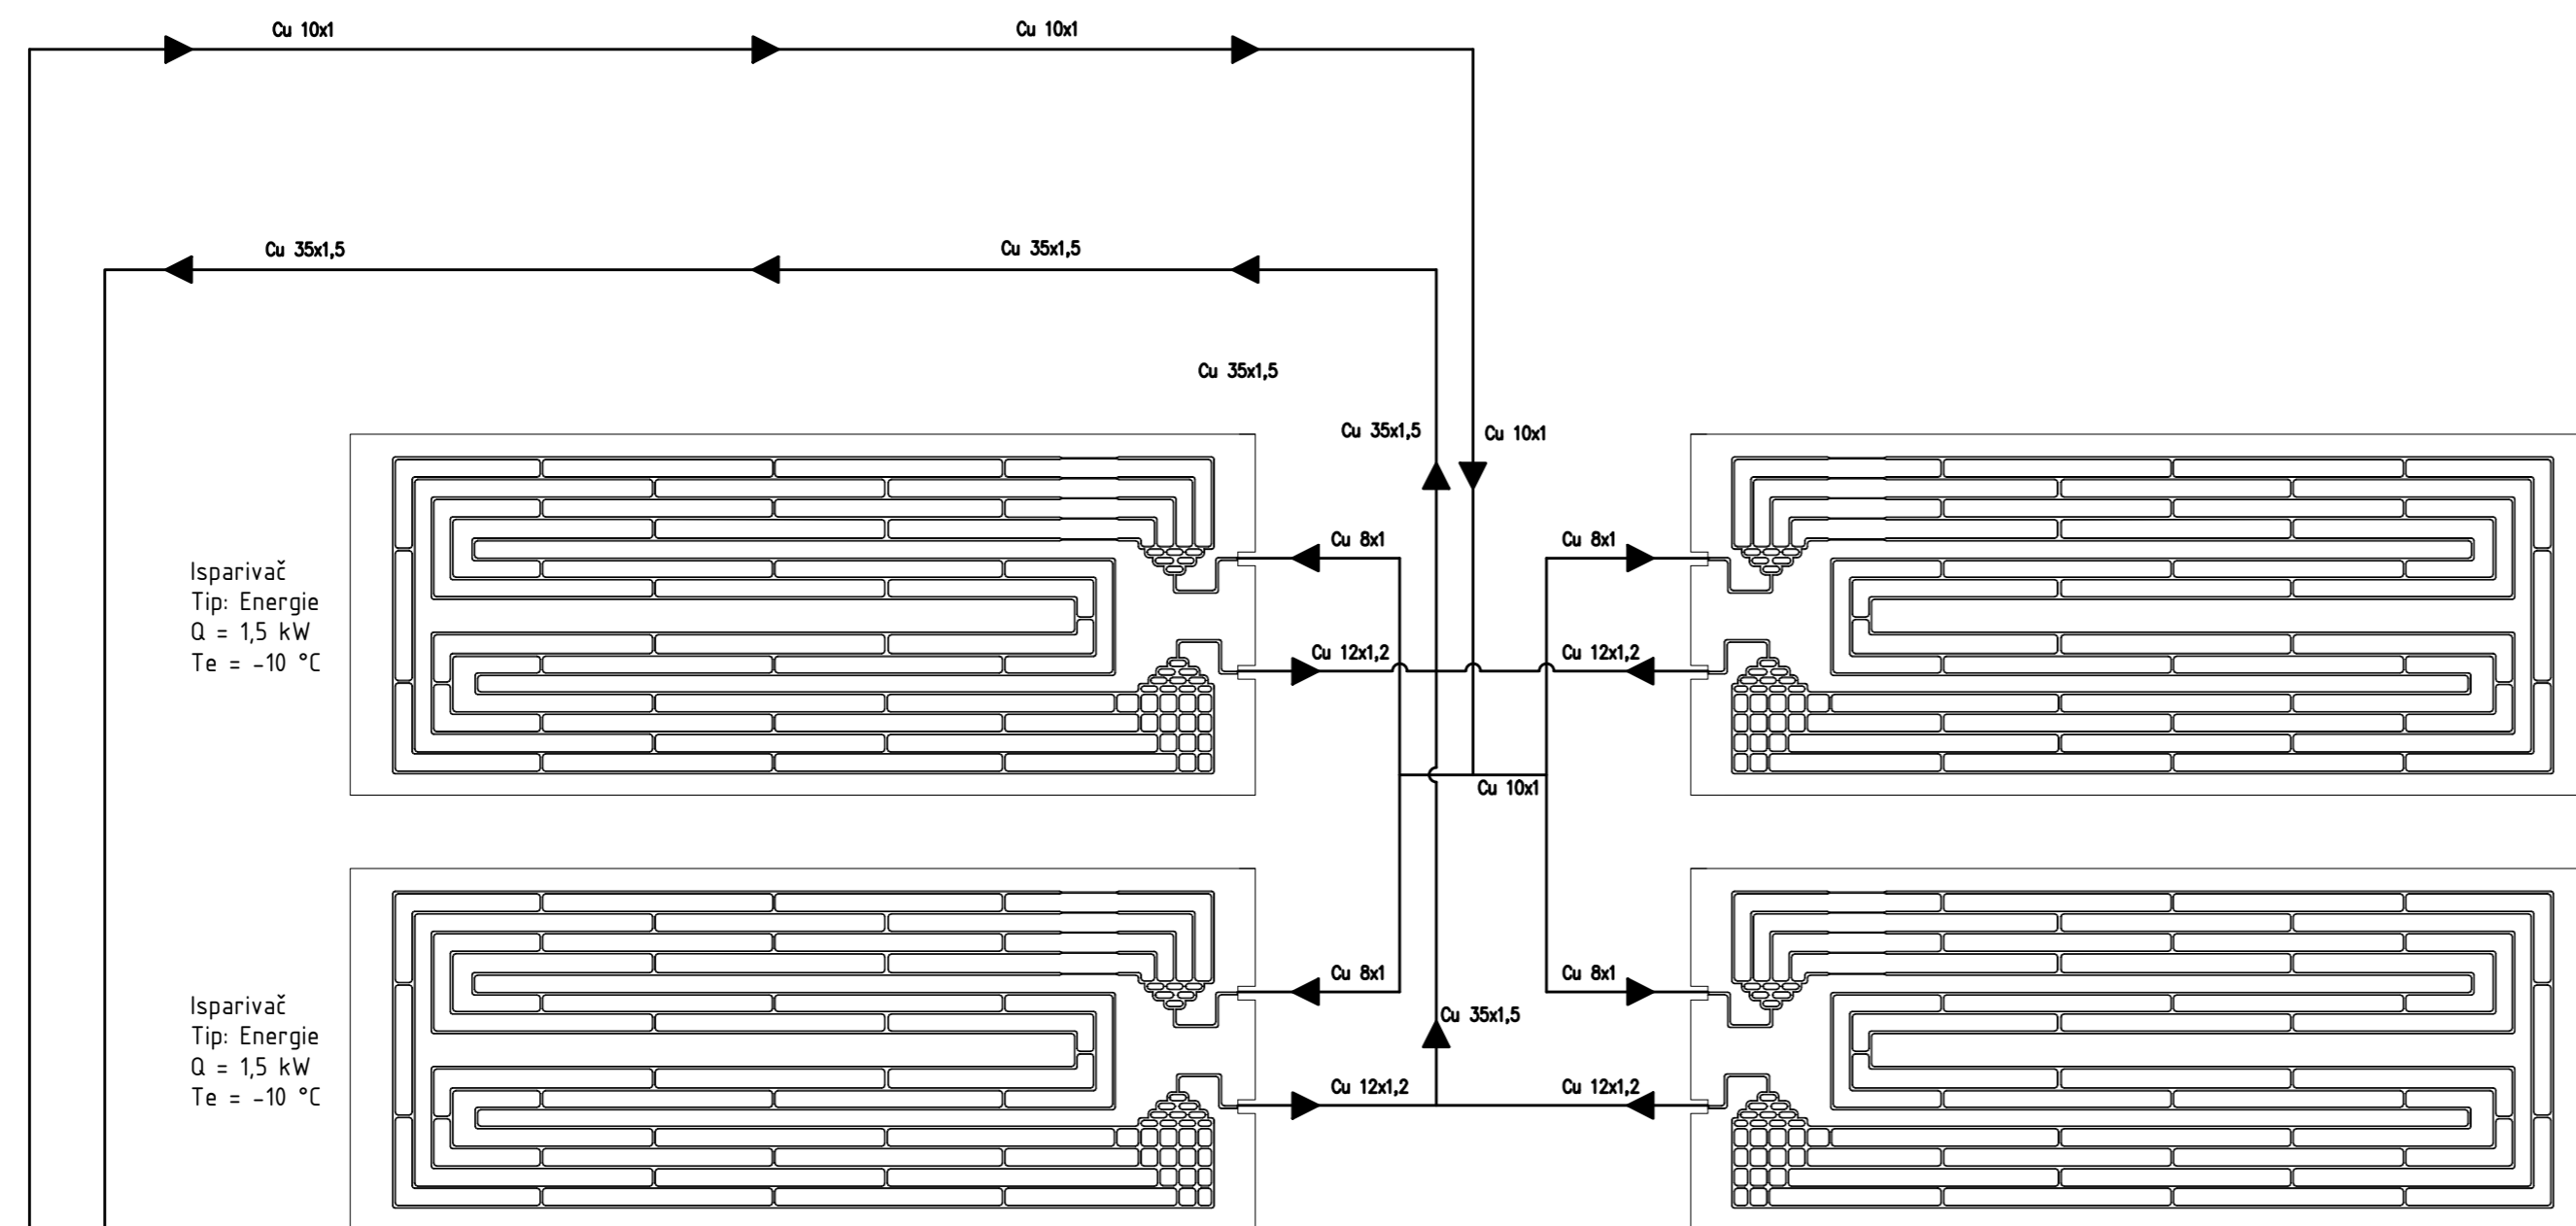 Cu 10x1
Cu 10x1
Cu 35x1,5
Cu 35x1,5
Cu 35x1,5
Cu 35x1,5
Cu 10x1
Cu 8x1
Cu 8x1
Isparivač
Tip: Energie
Q = 1,5 kW
Te = -10 °C
Cu 12x1,2
Cu 12x1,2
Cu 10x1
Cu 8x1
Cu 8x1
Isparivač
Tip: Energie
Q = 1,5 kW
Te = -10 °C
Cu 35x1,5
Cu 12x1,2
Cu 12x1,2